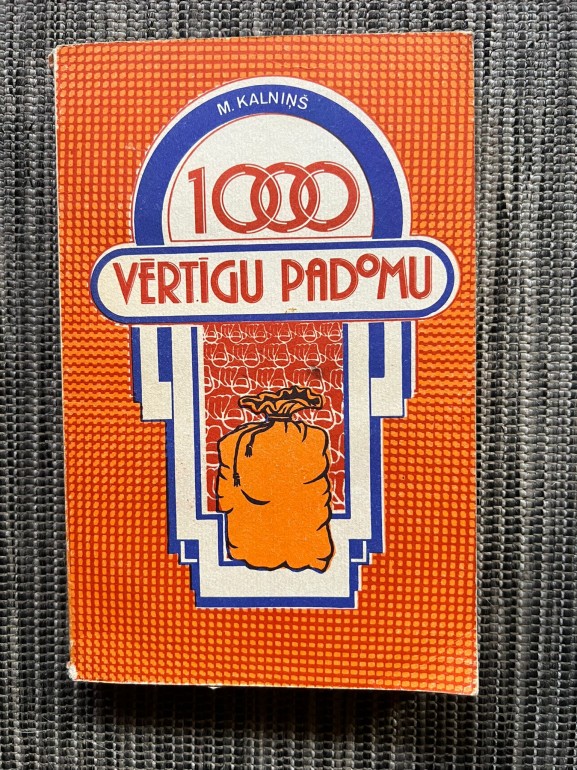 M. KALNIŅŠ
1000
VĒRTĪGU PADOMU